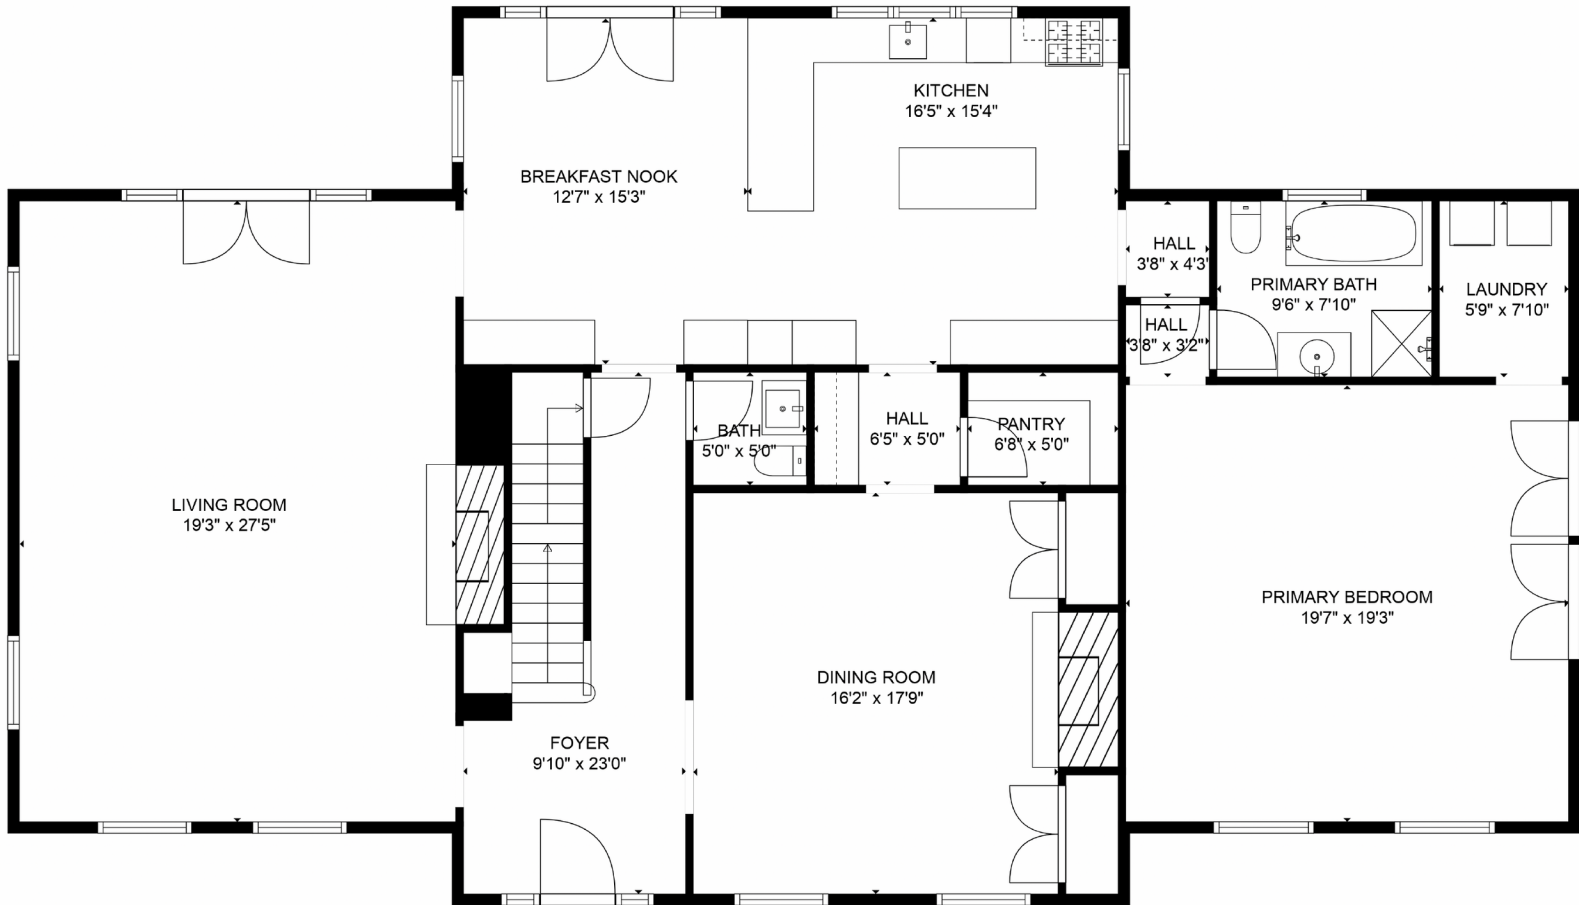 KITCHEN
16'5" x 15'4"
BREAKFAST NOOK
12'7" x 15'3"
HALL
3'8" x 4'3"
PRIMARY BATH
9'6" x 7'10"
LAUNDRY
5'9" x 7'10"
HALL
3'8" x 3'2"
BATH
5'0" x 5'0"
HALL
6'5" x 5'0"
PANTRY
6'8" x 5'0"
LIVING ROOM
19'3" x 27'5"
PRIMARY BEDROOM
19'7" x 19'3"
DINING ROOM
16'2" x 17'9"
FOYER
9'10" x 23'0"